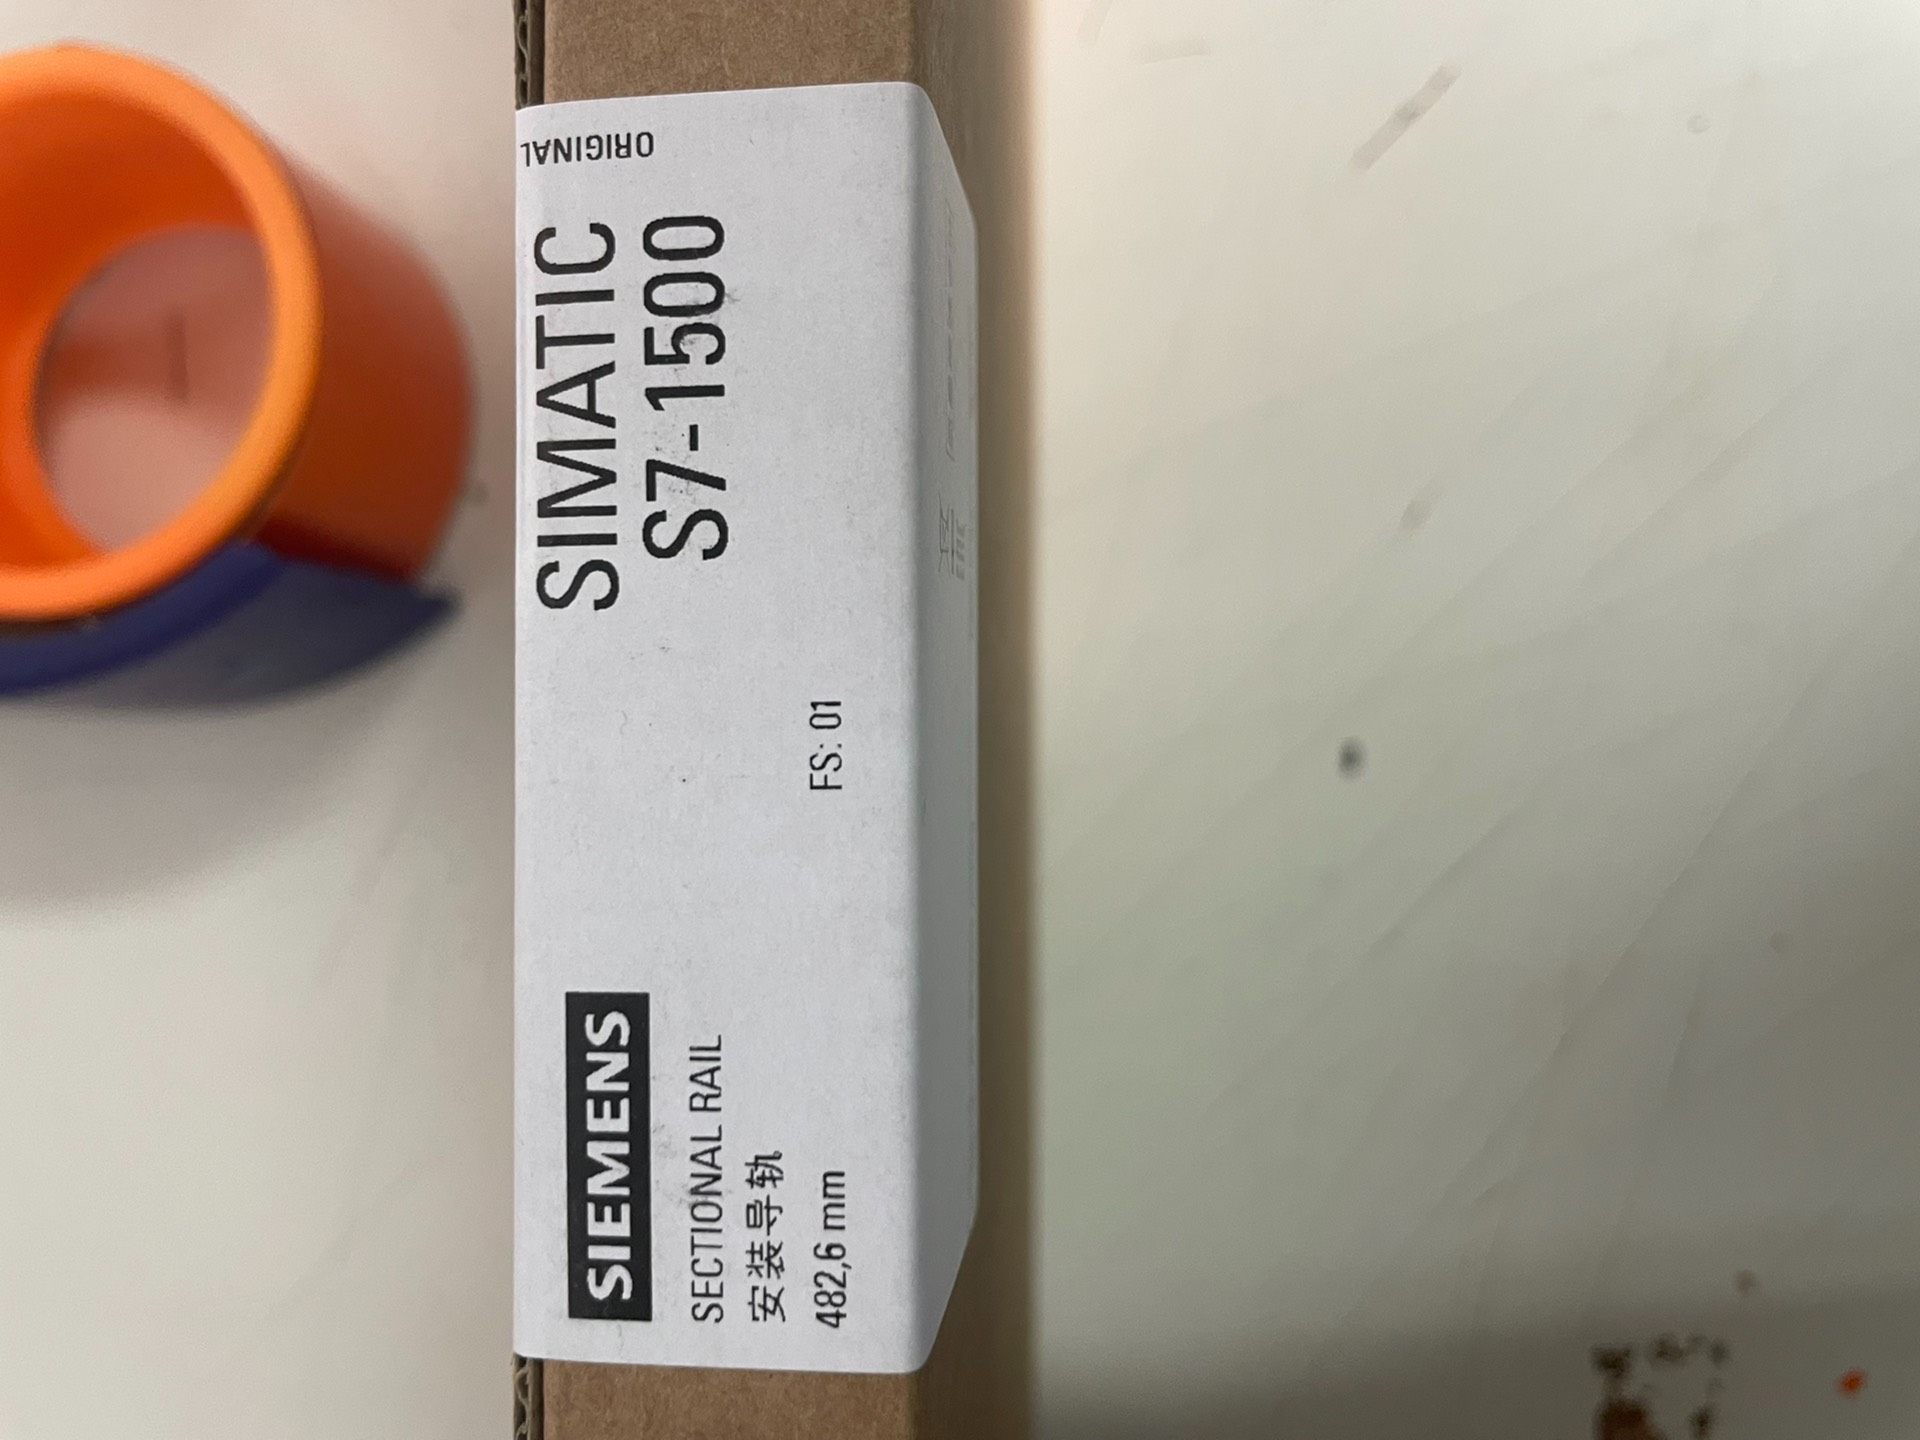 SIEMENS
SECTIONAL RAIL
安装导轨
482,6 mm
FS: 01
SIMATIC
S7-1500
ORIGINAL